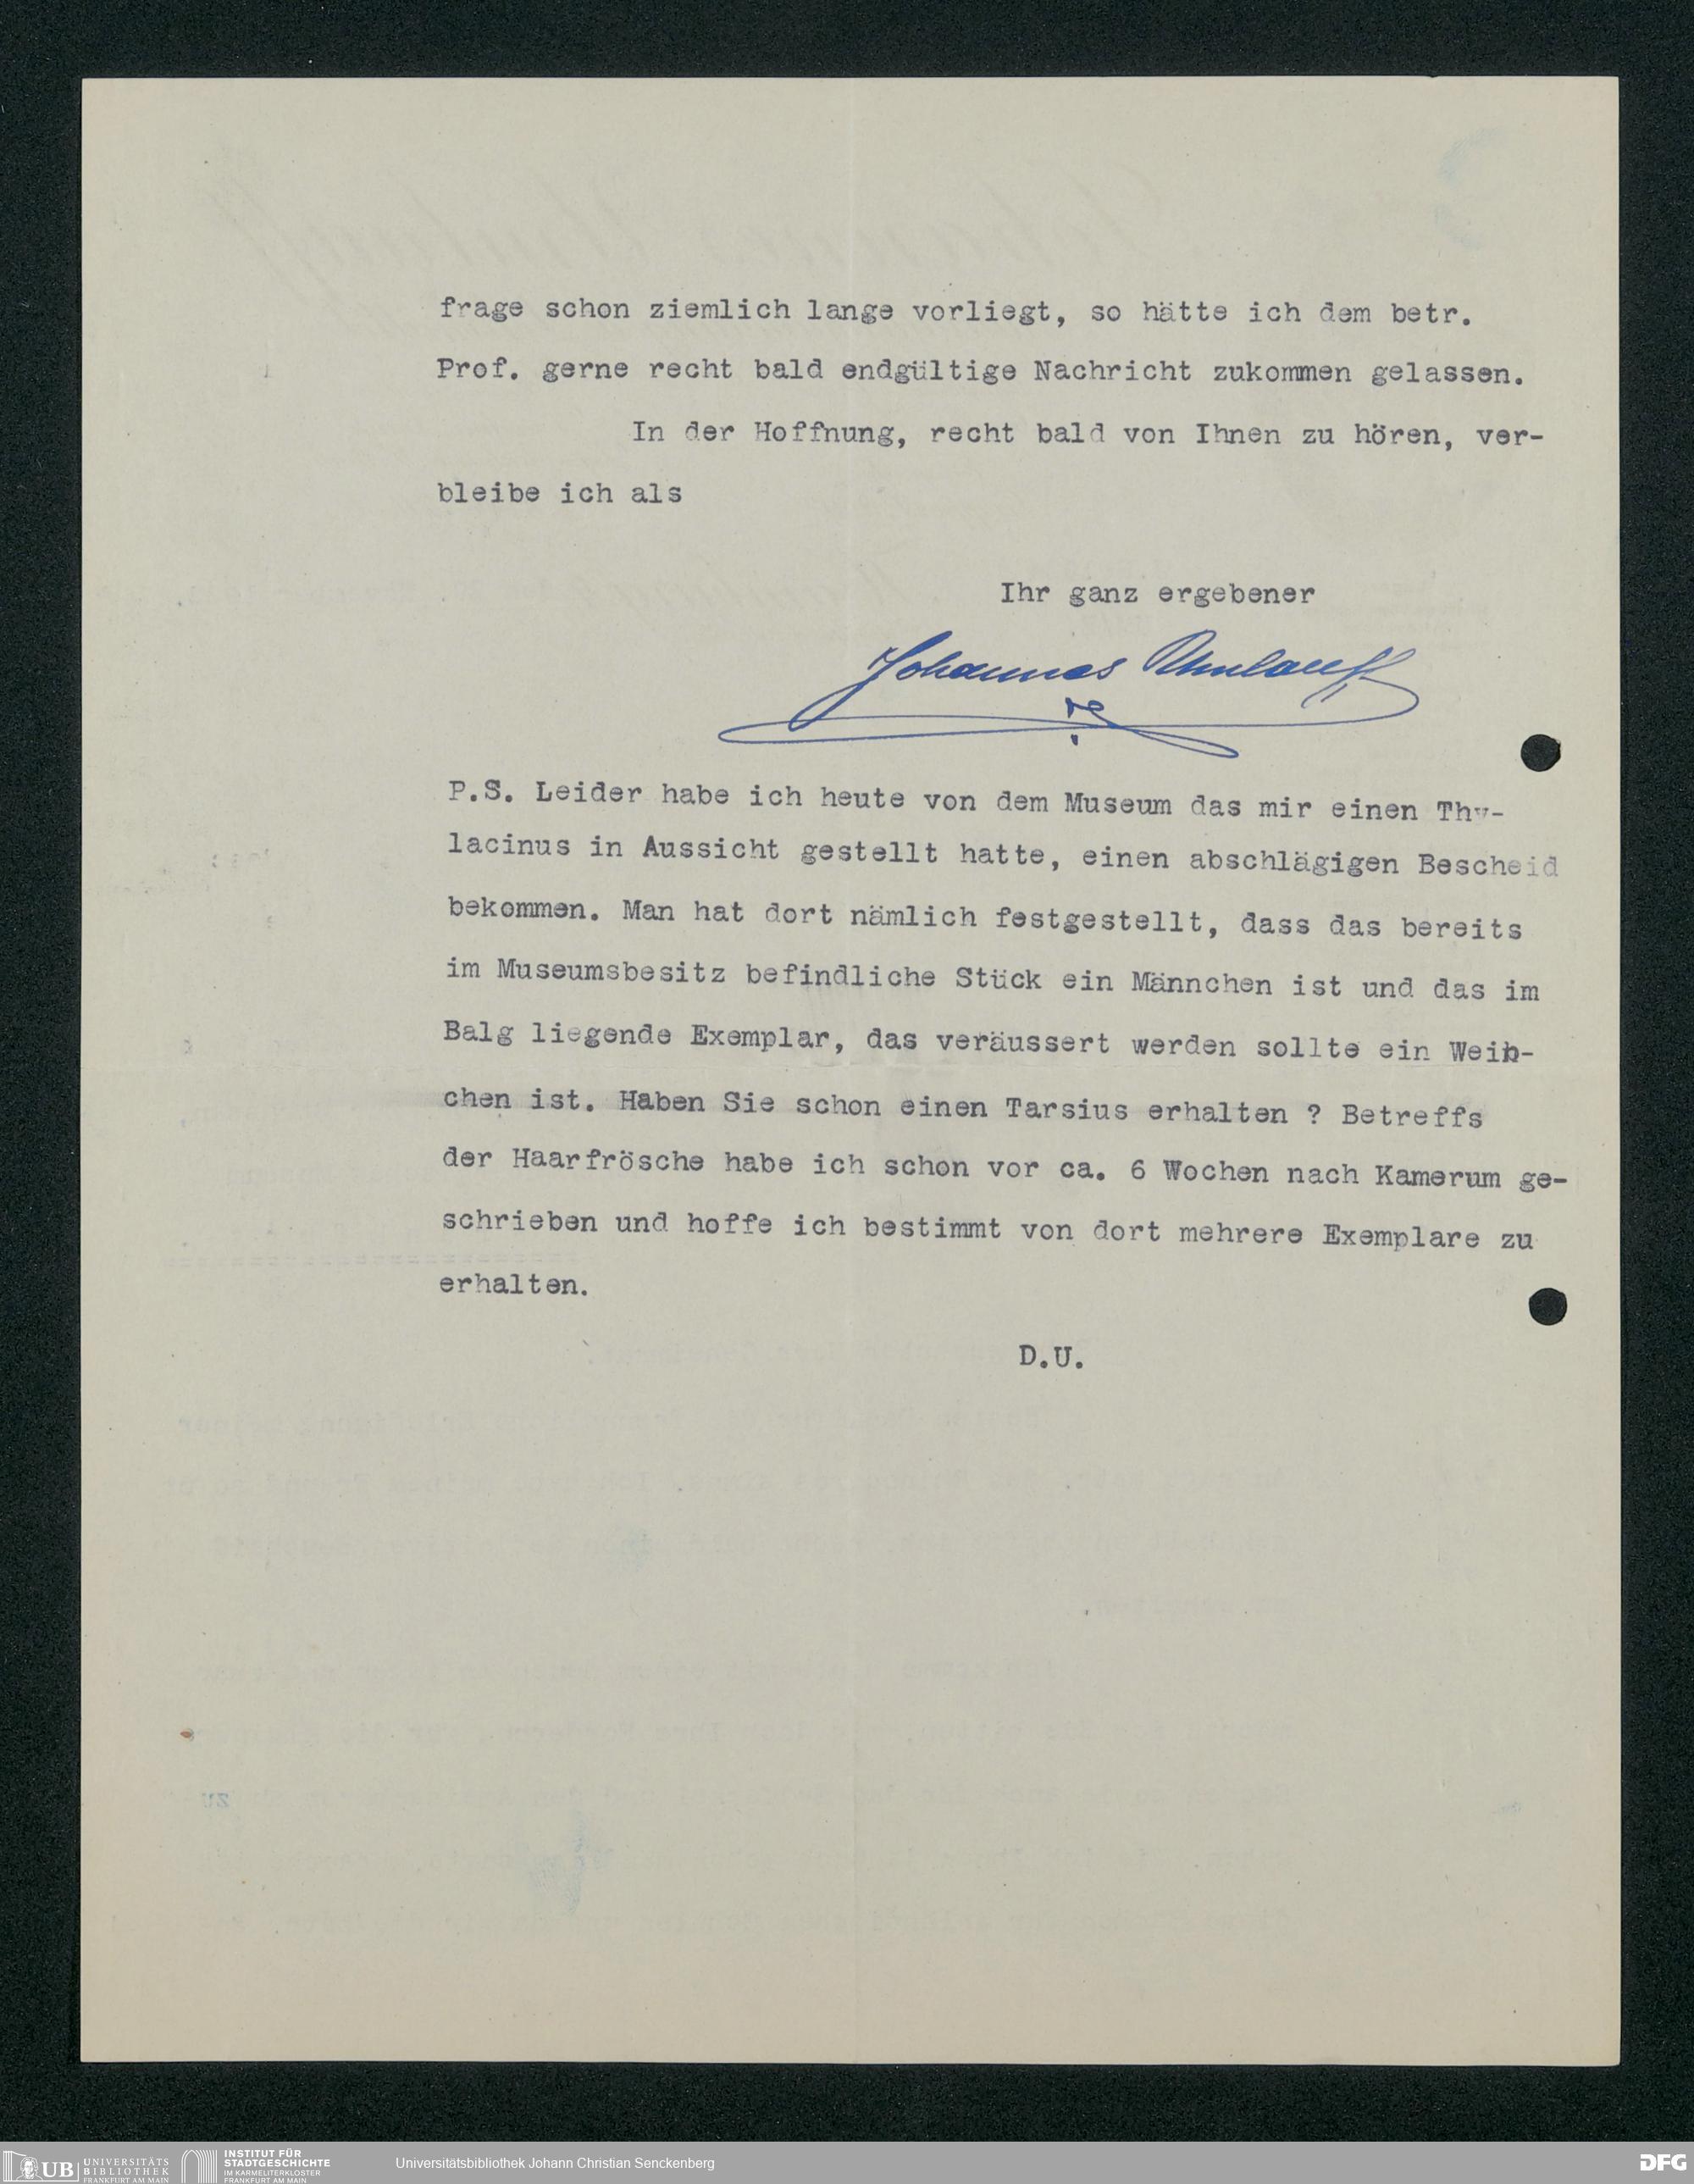 frage schon ziemlich lange vorliegt, so hätte ich dem betr.
Prof. gerne recht bald endgültige Nachricht zukommen gelassen.
In der Hoffnung, recht bald von Ihnen zu hören, ver-
bleibe ich als
Ihr ganz ergebener
Johannes Umlauff
P.S. Leider habe ich heute von dem Museum das mir einen Thy-
lacinus in Aussicht gestellt hatte, einen abschlägigen Bescheid
bekommen. Man hat dort nämlich festgestellt, dass das bereits
im Museumsbesitz befindliche Stück ein Männchen ist und das im
Balg liegende Exemplar, das veräussert werden sollte ein Weib-
chen ist. Haben Sie schon einen Tarsius erhalten ? Betreffs
der Haarfrösche habe ich schon vor ca. 6 Wochen nach Kamerum ge-
schrieben und hoffe ich bestimmt von dort mehrere Exemplare zu
erhalten.
D.U.
UB UNIVERSITÄTS BIBLIOTHEK FRANKFURT AM MAIN
INSTITUT FÜR STADTGESCHICHTE IM KARMELITERKLOSTER FRANKFURT AM MAIN
Universitätsbibliothek Johann Christian Senckenberg
DFG